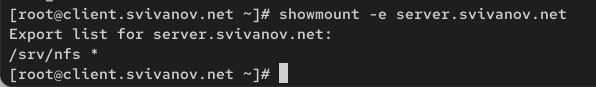 [root@client.svivanov.net ~]# showmount -e server.svivanov.net
Export list for server.svivanov.net:
/srv/nfs *
[root@client.svivanov.net ~]#